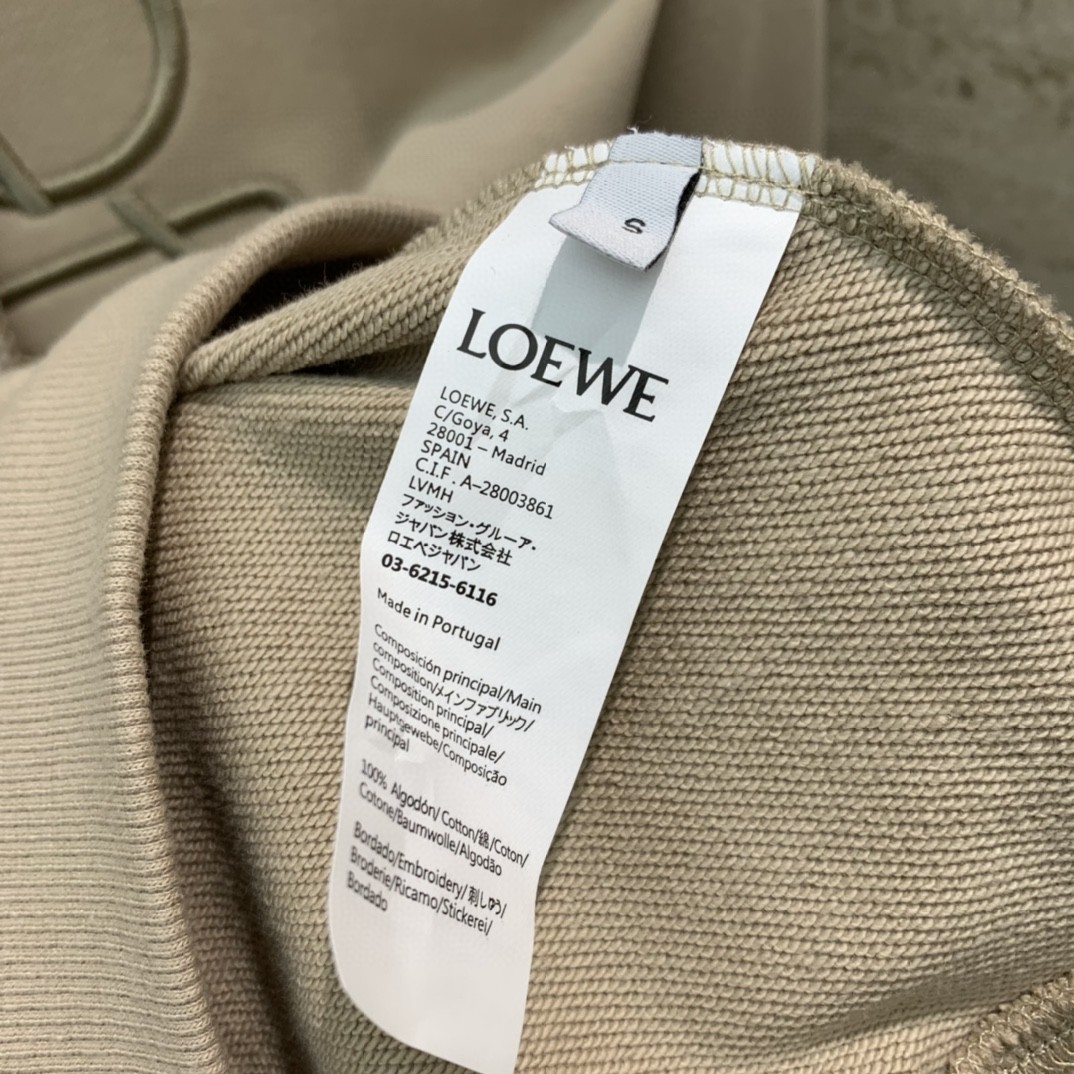 S
LOEWE
LOEWE, S.A.
C/Goya, 4
28001 – Madrid
SPAIN
C.I.F. A–28003861
LVMH
ファッション・グループ・
ジャパン株式会社
ロエベジャパン
03-6215-6116
Made in Portugal
Composición principal/Main
composition/メインファブリック/
Composition principal/
Composizione principale/
Hauptgewebe/Composição
principal
100% Algodón/ Cotton/綿/Coton/
Cotone/Baumwolle/Algodão
Bordado/Embroidery/刺しゅう/
Broderie/Ricamo/Stickerei/
Bordado